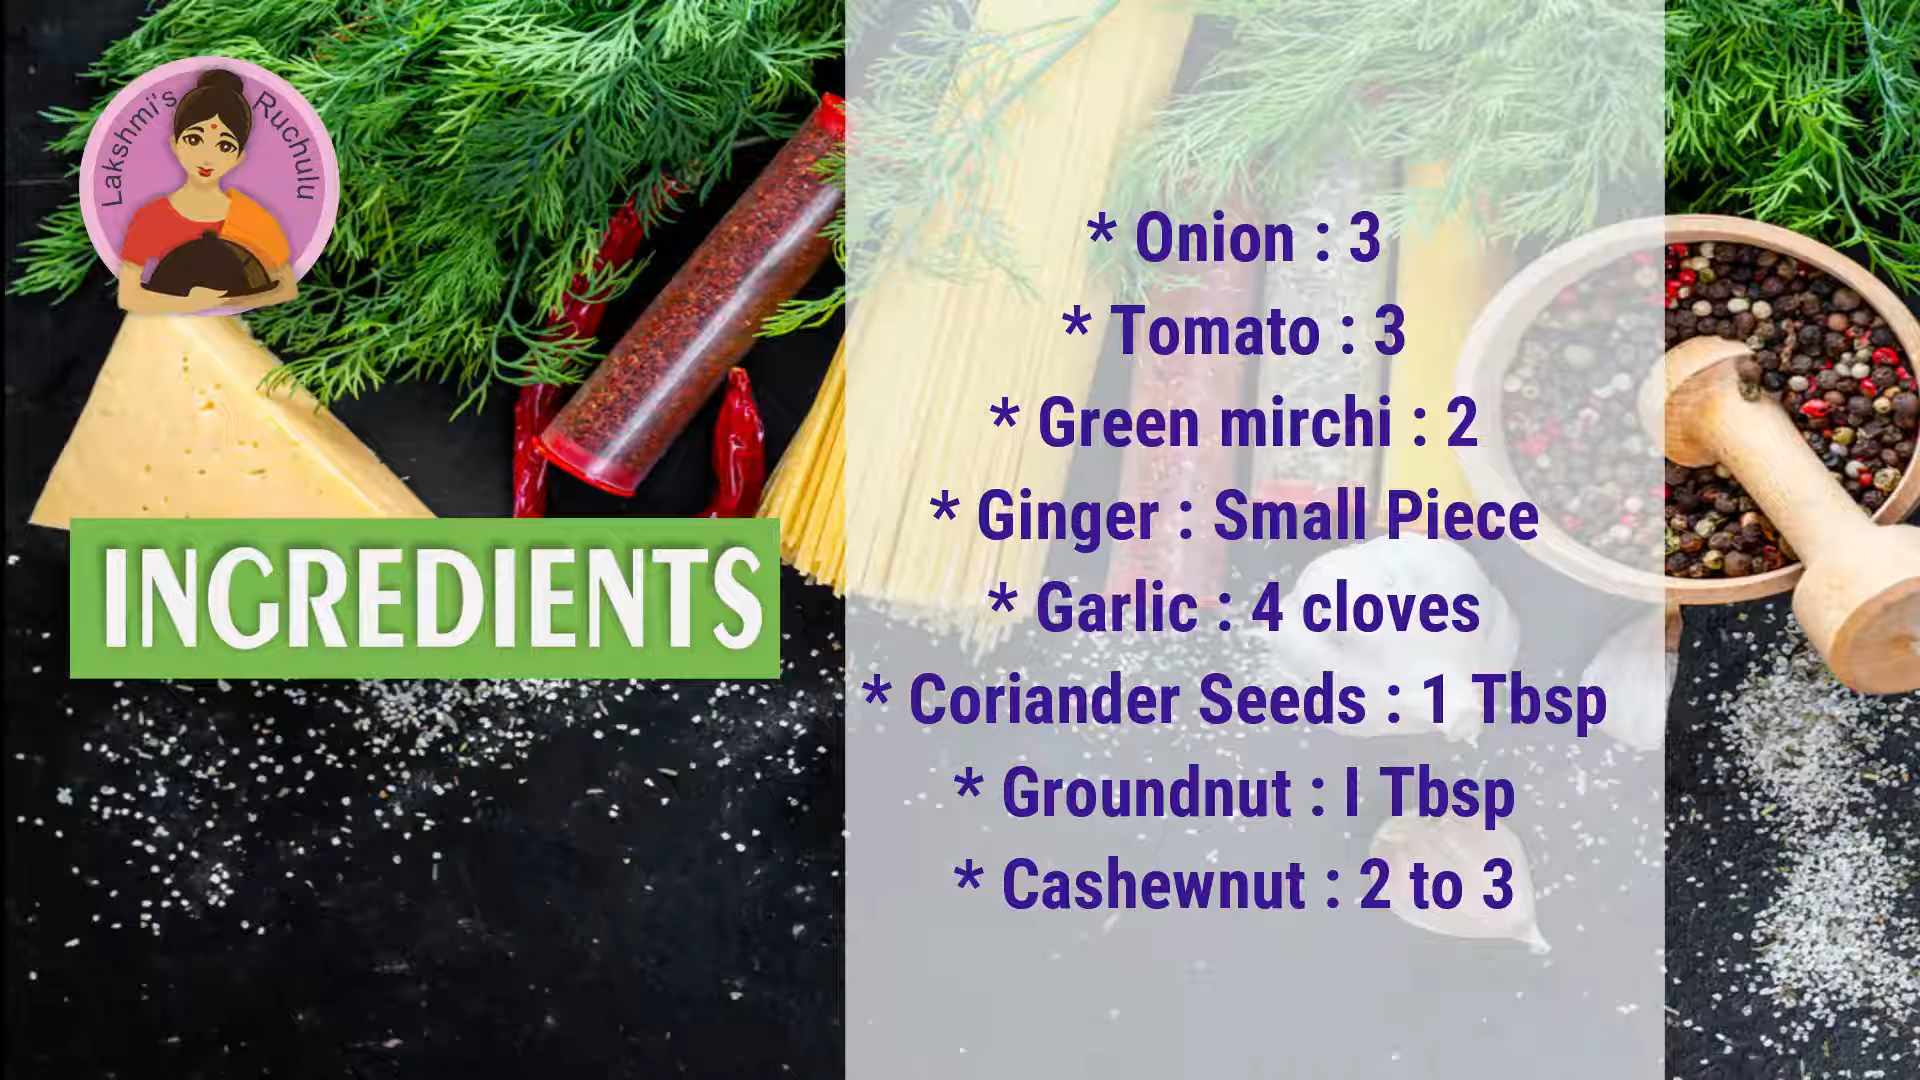 Lakshmi's Ruchulu
INGREDIENTS
* Onion : 3
* Tomato : 3
* Green mirchi : 2
* Ginger : Small Piece
* Garlic : 4 cloves
* Coriander Seeds : 1 Tbsp
* Groundnut : I Tbsp
* Cashewnut : 2 to 3